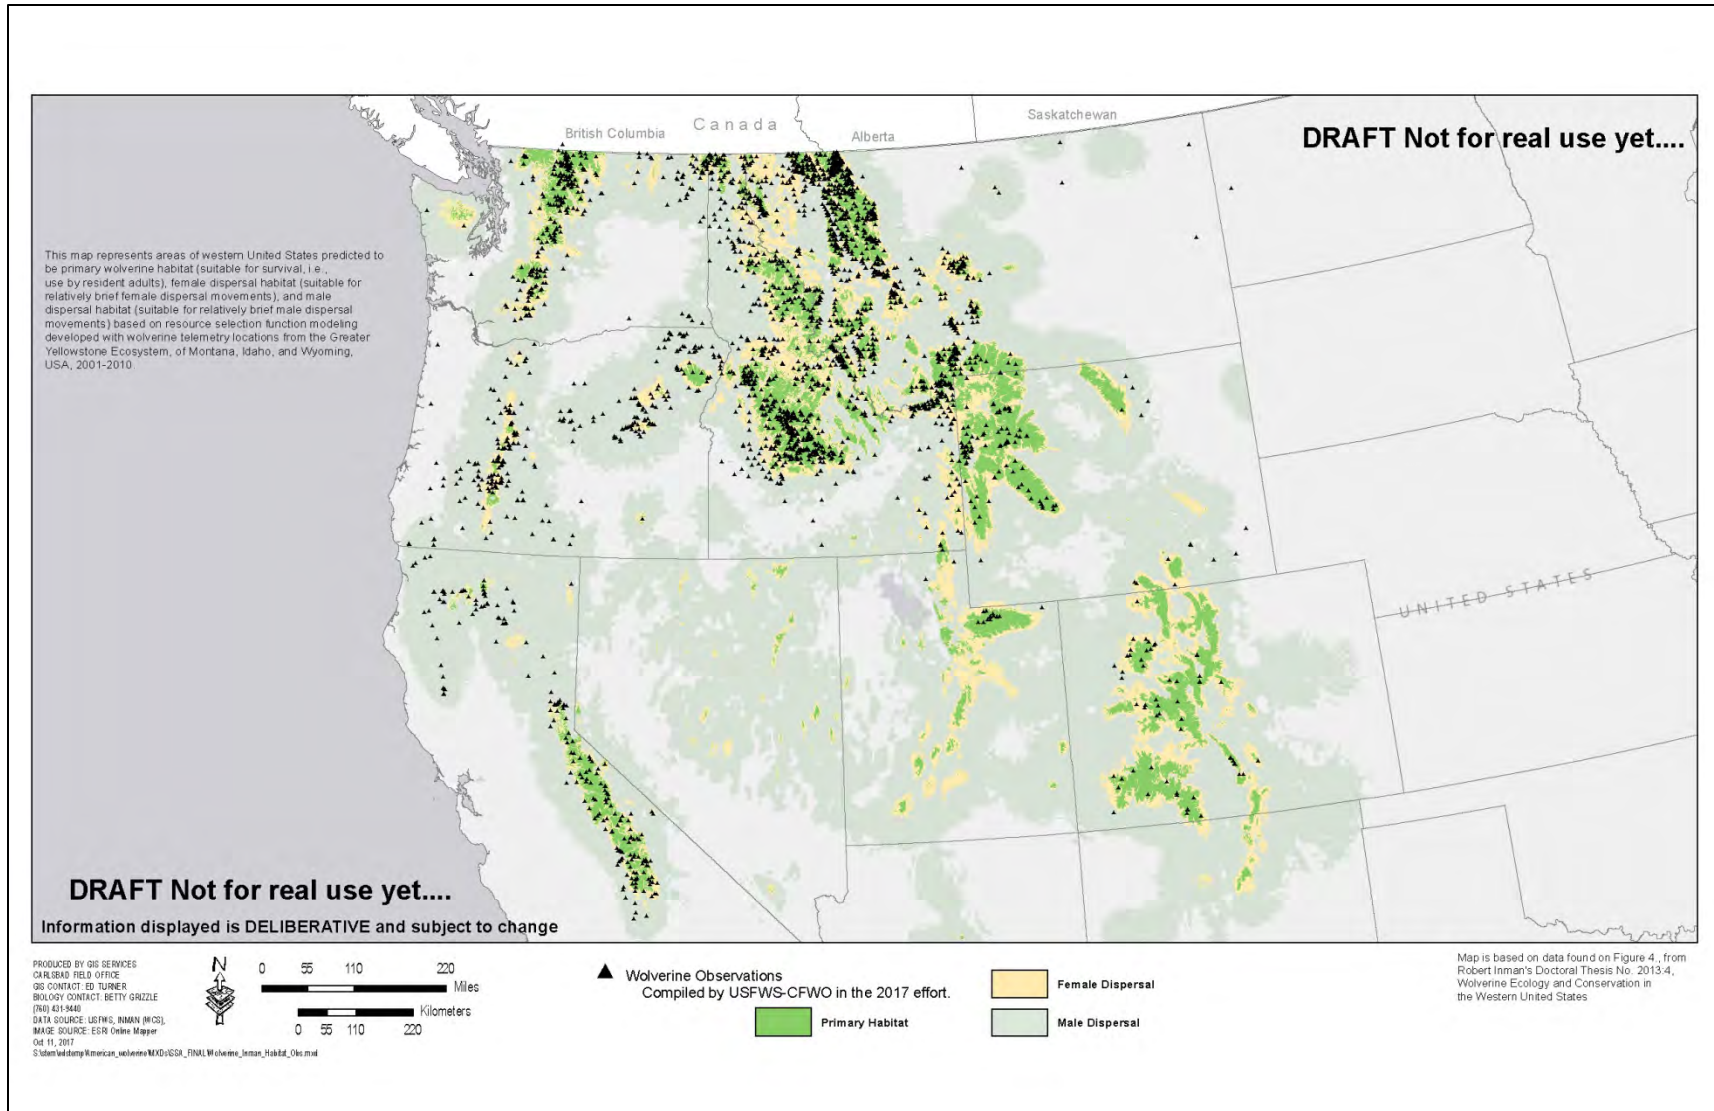 British Columbia
Canada
Alberta
Saskatchewan
DRAFT Not for real use yet....
This map represents areas of western United States predicted to
be primary wolverine habitat (suitable for survival, i.e.,
use by resident adults), female dispersal habitat (suitable for
relatively brief female dispersal movements), and male
dispersal habitat (suitable for relatively brief male dispersal
movements) based on resource selection function modeling
developed with wolverine telemetry locations from the Greater
Yellowstone Ecosystem, of Montana, Idaho, and Wyoming,
USA, 2001-2010
UNITED STATES
DRAFT Not for real use yet....
Information displayed is DELIBERATIVE and subject to change
PRODUCED BY GIS SERVICES
CARLSBAD FIELD OFFICE
GIS CONTACT: ED TURNER
BIOLOGY CONTACT: BETTY GRIZZLE
(760) 431-9440
DATA SOURCE: USFWS, INMAN (WCS),
IMAGE SOURCE: ESRI Online Mapper
Oct 11, 2017
N
0 55 110 220
Miles
Kilometers
0 55 110 220
Wolverine Observations
Compiled by USFWS-CFWO in the 2017 effort.
Primary Habitat
Female Dispersal
Male Dispersal
Map is based on data found on Figure 4., from
Robert Inman's Doctoral Thesis No. 2013:4,
Wolverine Ecology and Conservation in
the Western United States